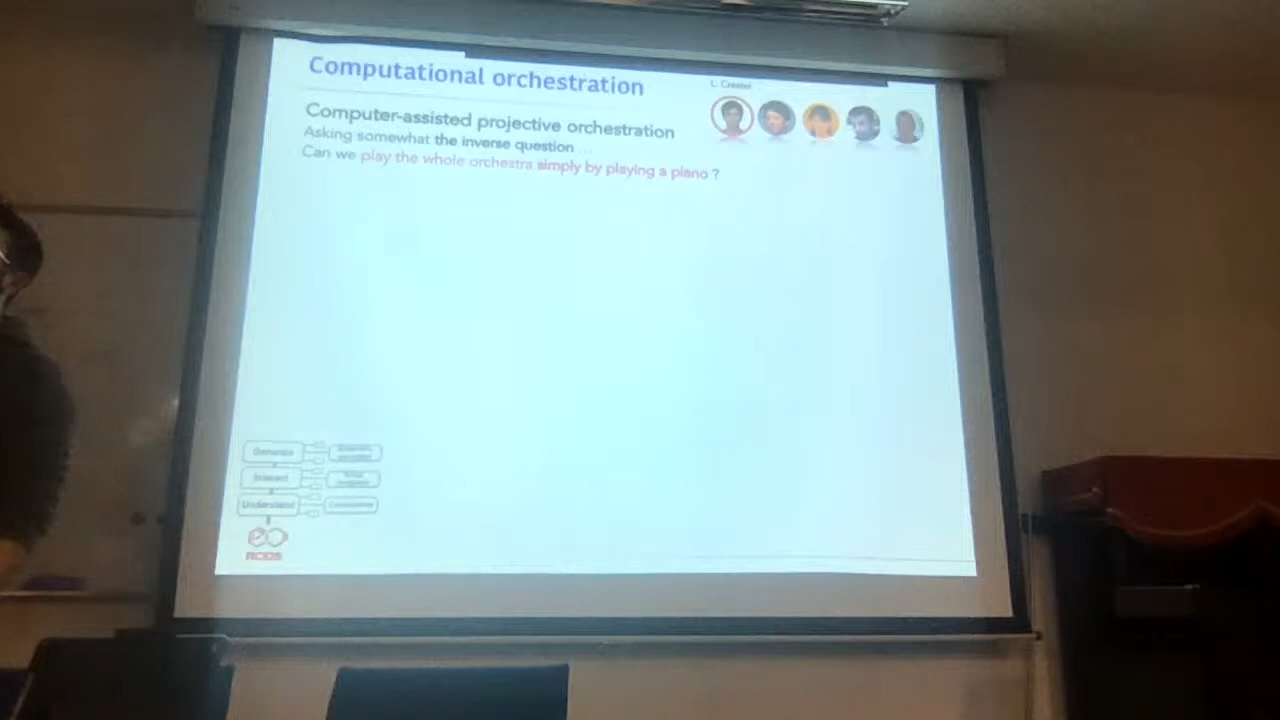 Computational orchestration
L. Crestel
Computer-assisted projective orchestration
Asking somewhat the inverse question ...
Can we play the whole orchestra simply by playing a piano ?
Generate
Interact
Understand